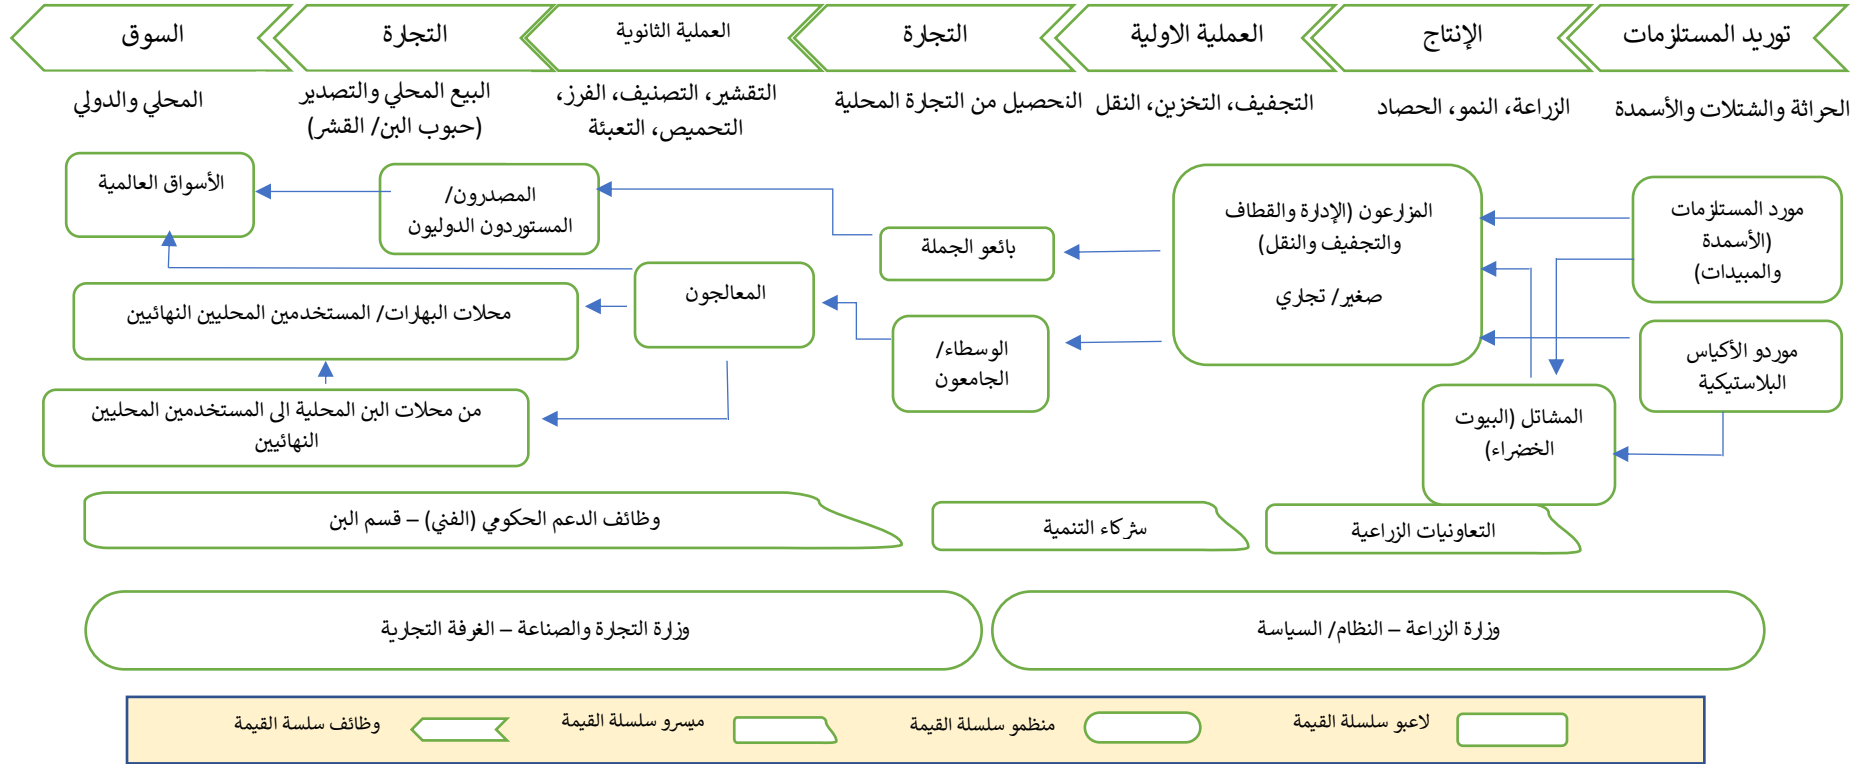 توريد المستلزمات
الإنتاج
العملية الاولية
التجارة
العملية الثانوية
التجارة
السوق
الحراثة والشتلات والأسمدة
الزراعة، النمو، الحصاد
التجفيف، التخزين، النقل
التحصيل من التجارة المحلية
التقشير، التصنيف، الفرز،
التحميص، التعبئة
البيع المحلي والتصدير
(حبوب البن/ القشر)
المحلي والدولي
مورد المستلزمات
(الأسمدة
والمبيدات)
موردو الأكياس
البلاستيكية
المزارعون (الإدارة والقطاف
والتجفيف والنقل)
صغير/ تجاري
المشاتل (البيوت
الخضراء)
بائعو الجملة
الوسطاء/
الجامعون
المعالجون
المصدرون/
المستوردون الدوليون
الأسواق العالمية
محلات البهارات/ المستخدمين المحليين النهائيين
من محلات البن المحلية الى المستخدمين المحليين
النهائيين
التعاونيات الزراعية
شركاء التنمية
وظائف الدعم الحكومي (الفني) – قسم البن
وزارة الزراعة – النظام/ السياسة
وزارة التجارة والصناعة – الغرفة التجارية
لاعبو سلسلة القيمة
منظمو سلسلة القيمة
ميسرو سلسلة القيمة
وظائف سلسة القيمة